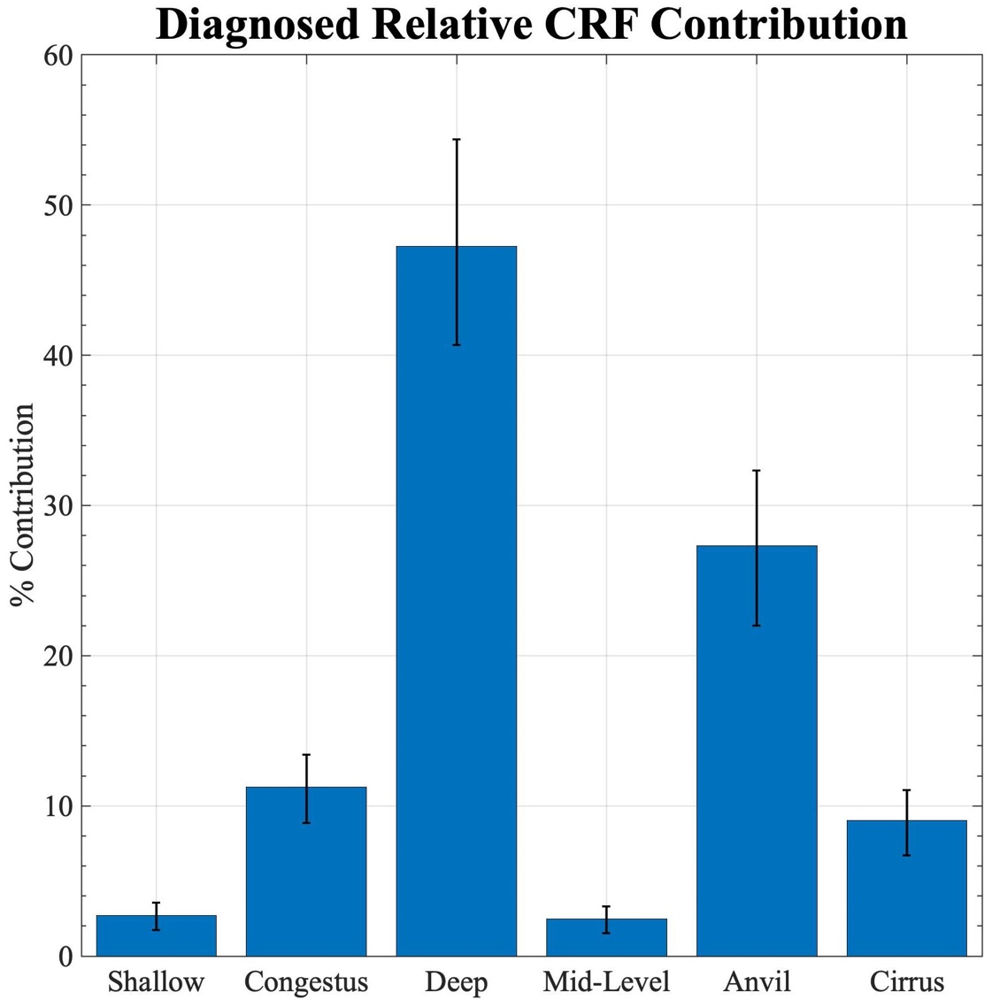 Diagnosed Relative CRF Contribution
60
50
40
30
20
10
0
% Contribution
Shallow Congestus Deep Mid-Level Anvil Cirrus